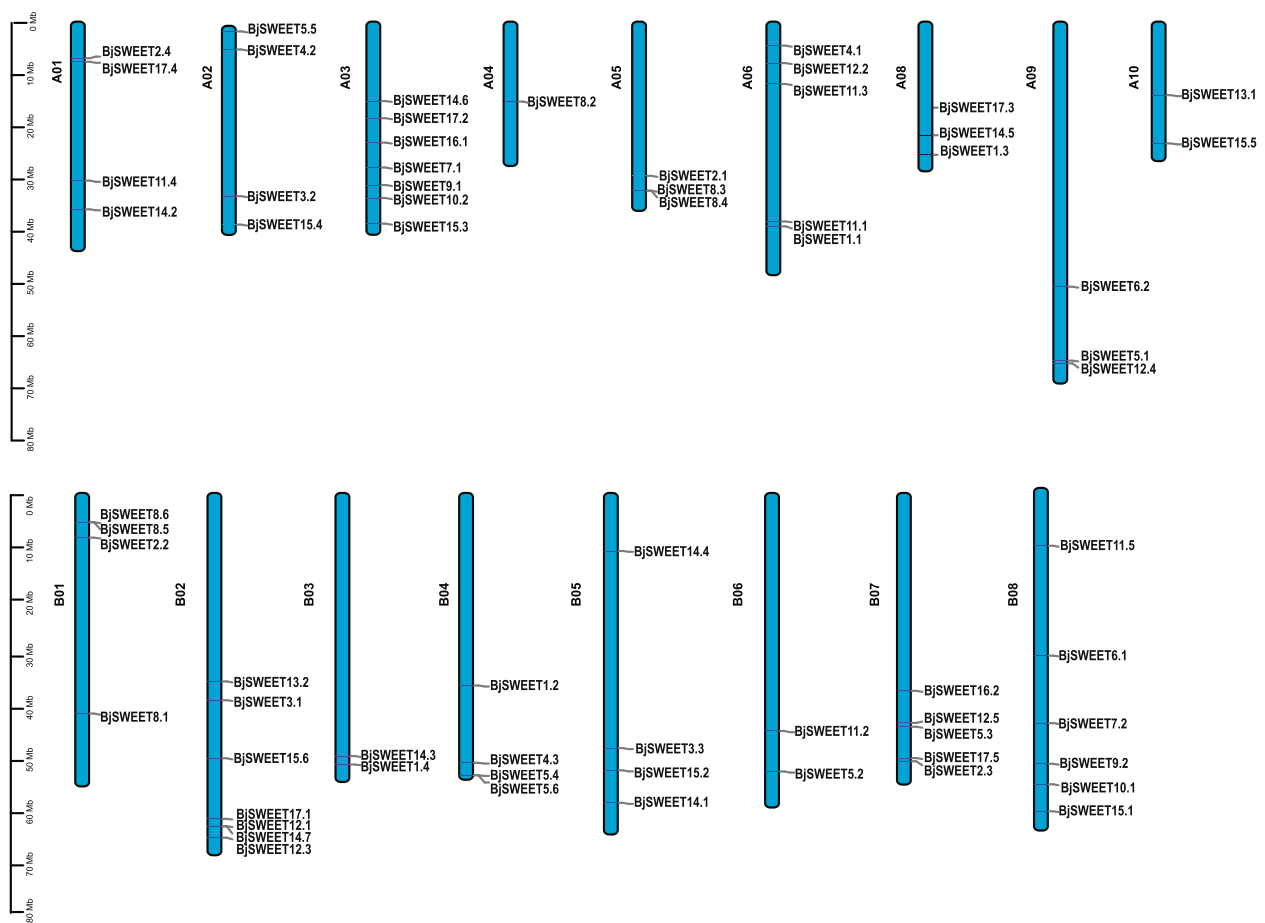 0 Mb
10 Mb
20 Mb
30 Mb
40 Mb
50 Mb
60 Mb
70 Mb
80 Mb
A01
BjSWEET2.4
BjSWEET17.4
BjSWEET11.4
BjSWEET14.2
A02
BjSWEET5.5
BjSWEET4.2
BjSWEET3.2
BjSWEET15.4
A03
BjSWEET14.6
BjSWEET17.2
BjSWEET16.1
BjSWEET7.1
BjSWEET9.1
BjSWEET10.2
BjSWEET15.3
A04
BjSWEET8.2
A05
BjSWEET2.1
BjSWEET8.3
BjSWEET8.4
A06
BjSWEET4.1
BjSWEET12.2
BjSWEET11.3
BjSWEET11.1
BjSWEET1.1
A08
BjSWEET17.3
BjSWEET14.5
BjSWEET1.3
A09
BjSWEET6.2
BjSWEET5.1
BjSWEET12.4
A10
BjSWEET13.1
BjSWEET15.5
0 Mb
10 Mb
20 Mb
30 Mb
40 Mb
50 Mb
60 Mb
70 Mb
80 Mb
B01
BjSWEET8.6
BjSWEET8.5
BjSWEET2.2
BjSWEET8.1
B02
BjSWEET13.2
BjSWEET3.1
BjSWEET15.6
BjSWEET17.1
BjSWEET12.1
BjSWEET14.7
BjSWEET12.3
B03
BjSWEET14.3
BjSWEET1.4
B04
BjSWEET1.2
BjSWEET4.3
BjSWEET5.4
BjSWEET5.6
B05
BjSWEET14.4
BjSWEET3.3
BjSWEET15.2
BjSWEET14.1
B06
BjSWEET11.2
BjSWEET5.2
B07
BjSWEET16.2
BjSWEET12.5
BjSWEET5.3
BjSWEET17.5
BjSWEET2.3
B08
BjSWEET11.5
BjSWEET6.1
BjSWEET7.2
BjSWEET9.2
BjSWEET10.1
BjSWEET15.1